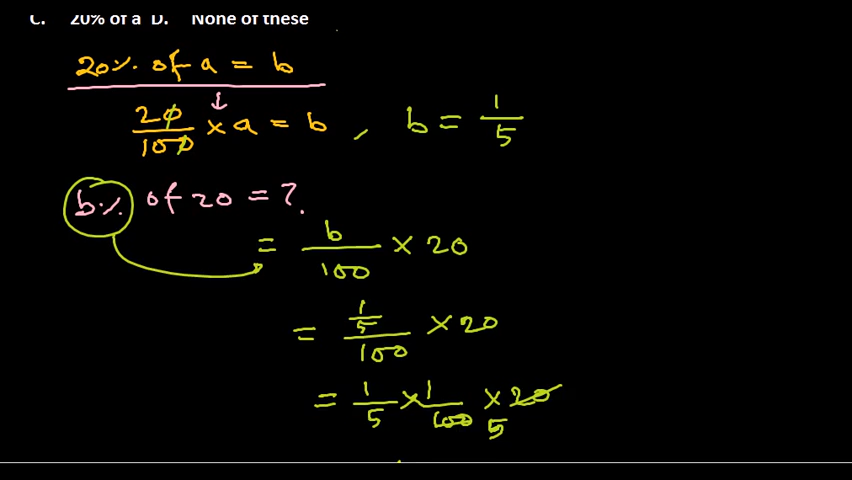 C. 20% of a D. None of these
20% of a = b
20/100 × a = b , b = 1/5
b% of 20 = ?
= b/100 × 20
= 1/5/100 × 20
= 1/5 × 1/100 × 20
5